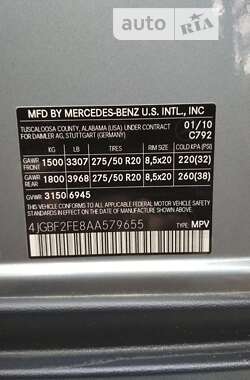 auto
RIA
MFD BY MERCEDES-BENZ U.S. INTL., INC
TUSCALOOSA COUNTY, ALABAMA (USA) UNDER CONTRACT 01/10
FOR DAIMLER AG, STUTTGART (GERMANY) C792
KG LB TIRES RIMS COLD KPA (PSI)
GAWR FRONT 1500 3307 275/50 R20 8,5x20 220(32)
GAWR REAR 1800 3968 275/50 R20 8,5x20 260(38)
GVWR 3150 6945
4JGBF2FE8AA579655 TYPE MPV